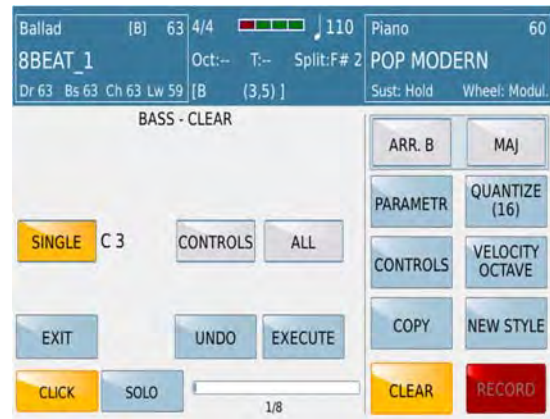 Ballad [B] 63 4/4 110 Piano 60
8BEAT_1 Oct:-- T:-- Split:F# 2 POP MODERN
Dr 63 Bs 63 Ch 63 Lw 59 [B (3,5) ] Sust: Hold Wheel: Modul.
BASS - CLEAR
ARR. B MAJ
PARAMETR QUANTIZE
(16)
SINGLE C 3 CONTROLS ALL
CONTROLS VELOCITY
OCTAVE
EXIT UNDO EXECUTE
COPY NEW STYLE
CLICK SOLO 1/8
CLEAR RECORD